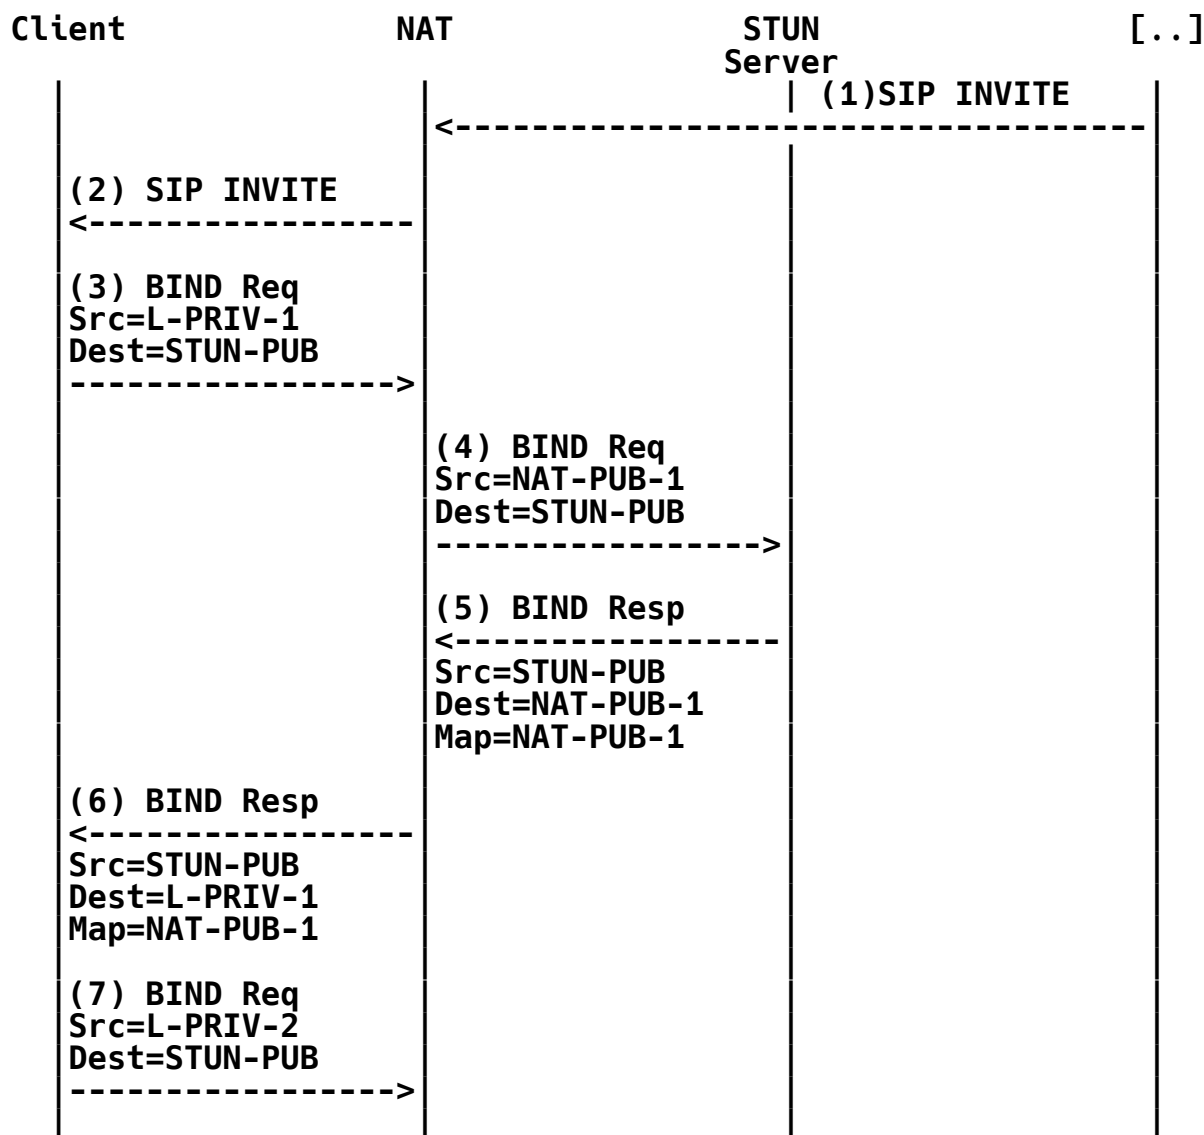 Client NAT STUN [..]
Server
(1)SIP INVITE
(2) SIP INVITE
(3) BIND Req
Src=L-PRIV-1
Dest=STUN-PUB
(4) BIND Req
Src=NAT-PUB-1
Dest=STUN-PUB
(5) BIND Resp
Src=STUN-PUB
Dest=NAT-PUB-1
Map=NAT-PUB-1
(6) BIND Resp
Src=STUN-PUB
Dest=L-PRIV-1
Map=NAT-PUB-1
(7) BIND Req
Src=L-PRIV-2
Dest=STUN-PUB